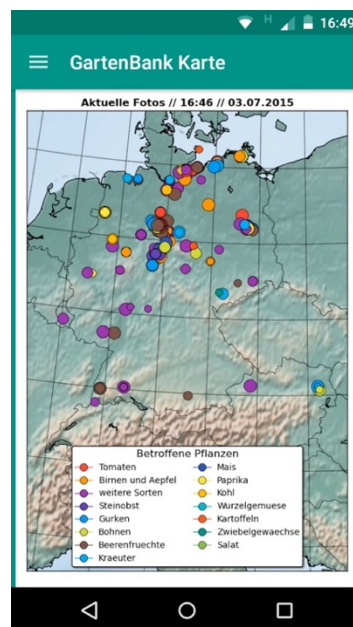 H 16:49
GartenBank Karte
Aktuelle Fotos // 16:46 // 03.07.2015
Betroffene Pflanzen
Tomaten
Birnen und Aepfel
weitere Sorten
Steinobst
Gurken
Bohnen
Beerenfruechte
Kraeuter
Mais
Paprika
Kohl
Wurzelgemuese
Kartoffeln
Zwiebelgewaechse
Salat